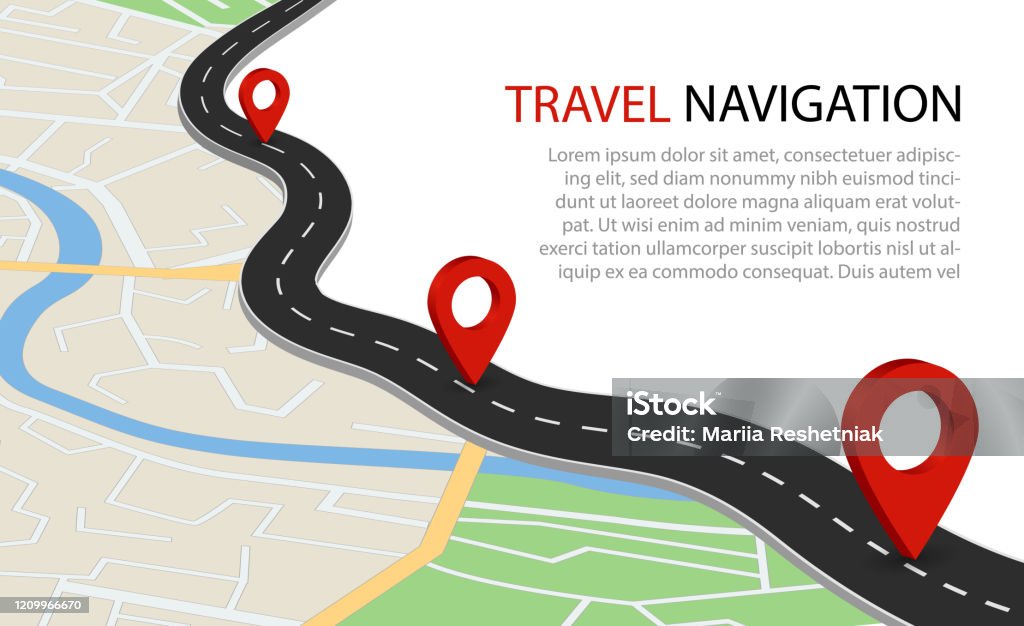 TRAVEL NAVIGATION
Lorem ipsum dolor sit amet, consectetuer adipisc-
ing elit, sed diam nonummy nibh euismod tinci-
dunt ut laoreet dolore magna aliquam erat volut-
pat. Ut wisi enim ad minim veniam, quis nostrud
exerci tation ullamcorper suscipit lobortis nisl ut al-
iquip ex ea commodo consequat. Duis autem vel
iStock™
Credit: Mariia Reshetniak
1209966670